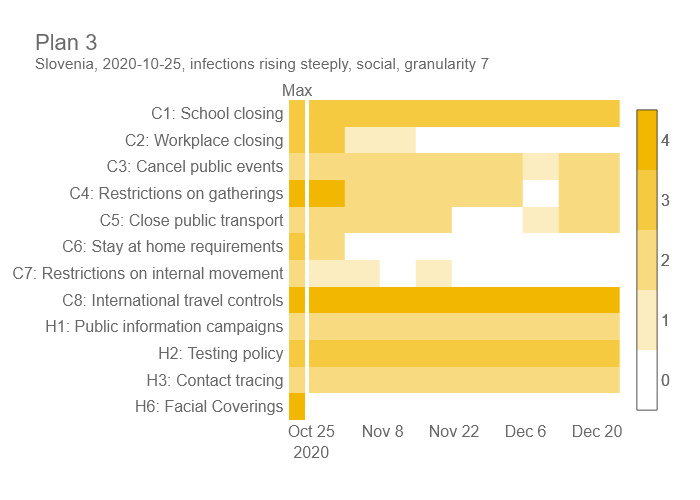 Plan 3
Slovenia, 2020-10-25, infections rising steeply, social, granularity 7
Max
C1: School closing
C2: Workplace closing
C3: Cancel public events
C4: Restrictions on gatherings
C5: Close public transport
C6: Stay at home requirements
C7: Restrictions on internal movement
C8: International travel controls
H1: Public information campaigns
H2: Testing policy
H3: Contact tracing
H6: Facial Coverings
Oct 25 Nov 8 Nov 22 Dec 6 Dec 20
2020
4
3
2
1
0